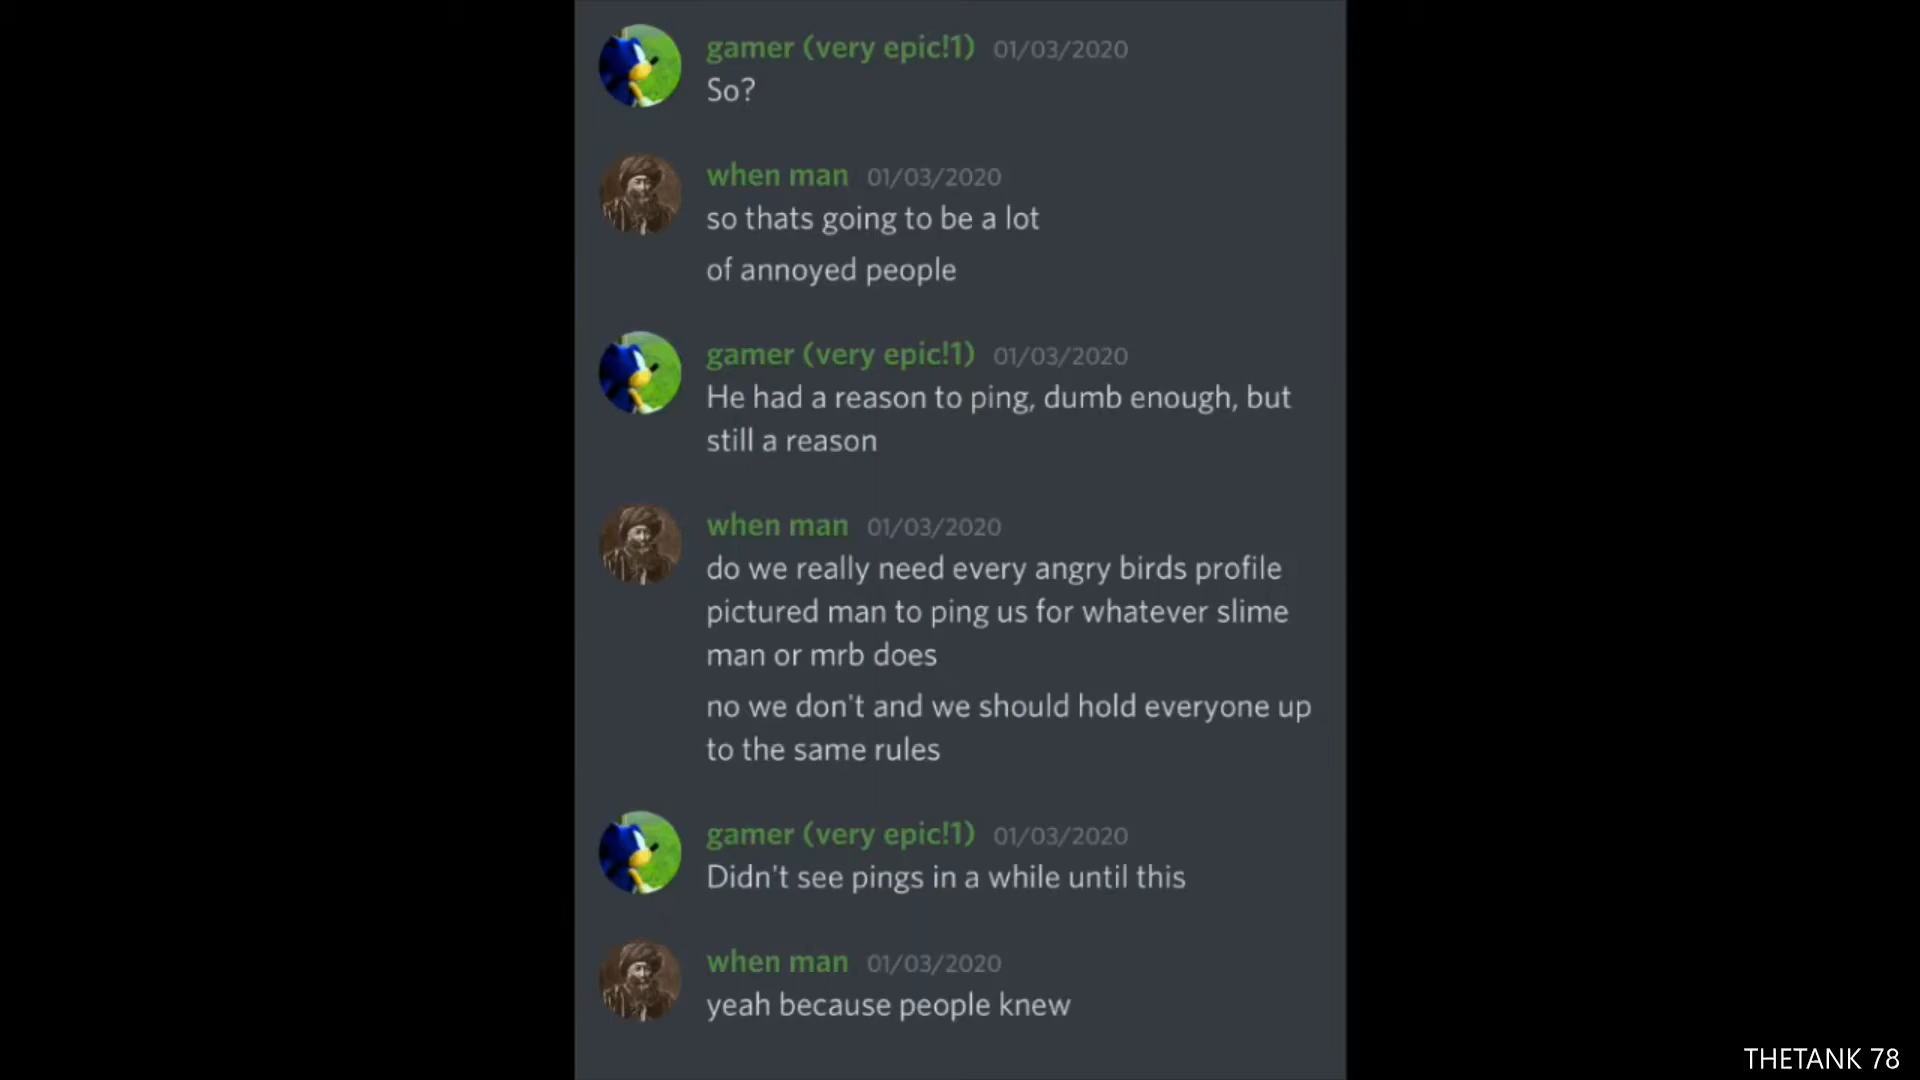 gamer (very epic!1) 01/03/2020
So?
when man 01/03/2020
so thats going to be a lot
of annoyed people
gamer (very epic!1) 01/03/2020
He had a reason to ping, dumb enough, but
still a reason
when man 01/03/2020
do we really need every angry birds profile
pictured man to ping us for whatever slime
man or mrb does
no we don't and we should hold everyone up
to the same rules
gamer (very epic!1) 01/03/2020
Didn't see pings in a while until this
when man 01/03/2020
yeah because people knew
THETANK 78